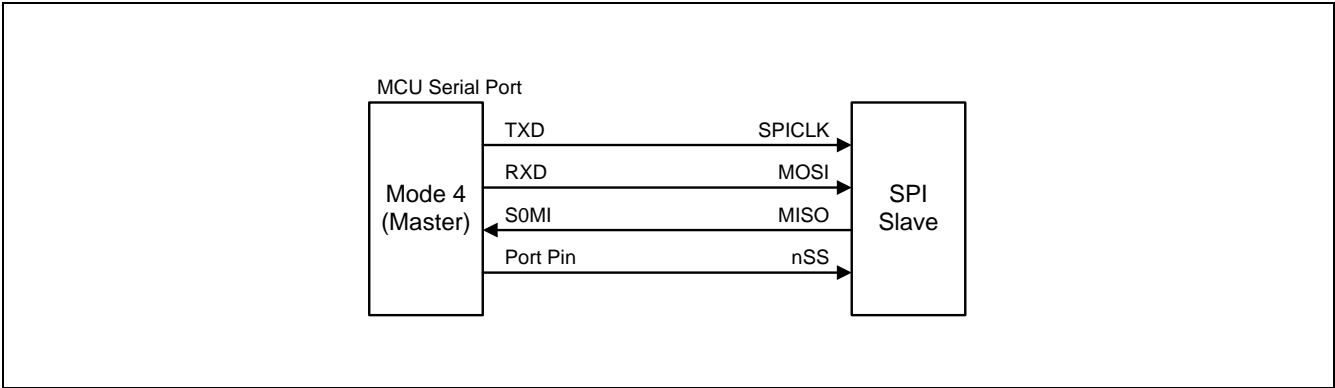 MCU Serial Port
TXD SPICLK
RXD MOSI
Mode 4
(Master)
SPI
Slave
S0MI MISO
Port Pin nSS